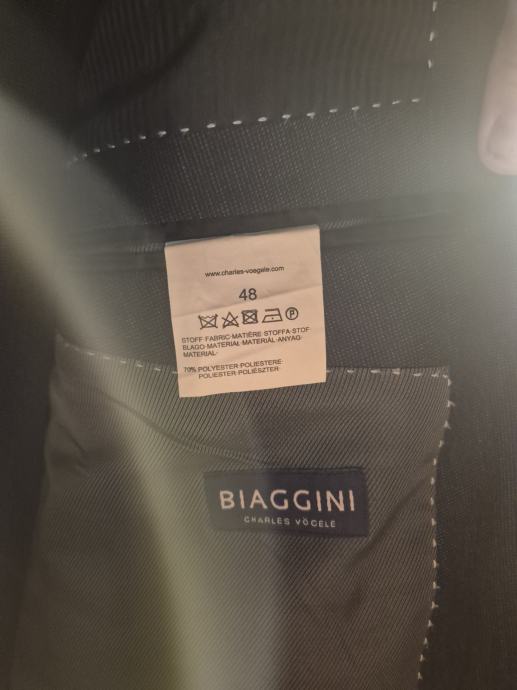 www.charles-voegele.com
48
P
STOFF·FABRIC·MATIÈRE·STOFFA·STOF
BLAGO·MATERIAŁ·MATERIÁL·ANYAG·
MATERIAL·
70% POLYESTER·POLIESTERE·
POLIESTER·POLIÉSZTER·
BIAGGINI
CHARLES VÖGELE